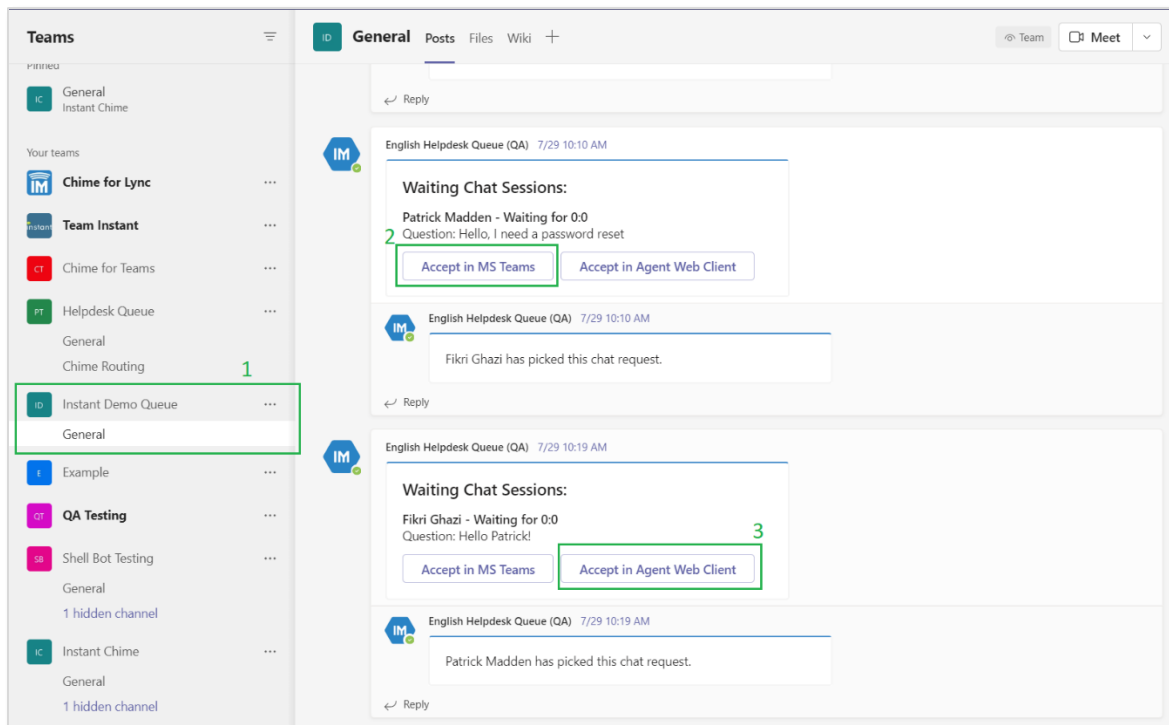 Teams
Pinned
IC
General
Instant Chime
Your teams
IM
Chime for Lync
...
instant
Team Instant
...
CT
Chime for Teams
...
PT
Helpdesk Queue
...
General
Chime Routing
1
ID
Instant Demo Queue
...
General
E
Example
...
QT
QA Testing
...
SB
Shell Bot Testing
...
General
1 hidden channel
IC
Instant Chime
...
General
1 hidden channel
ID
General Posts Files Wiki +
Team
Meet
Reply
IM
English Helpdesk Queue (QA) 7/29 10:10 AM
Waiting Chat Sessions:
Patrick Madden - Waiting for 0:0
Question: Hello, I need a password reset
2
Accept in MS Teams Accept in Agent Web Client
IM
English Helpdesk Queue (QA) 7/29 10:10 AM
Fikri Ghazi has picked this chat request.
Reply
IM
English Helpdesk Queue (QA) 7/29 10:19 AM
Waiting Chat Sessions:
Fikri Ghazi - Waiting for 0:0
Question: Hello Patrick!
3
Accept in MS Teams Accept in Agent Web Client
IM
English Helpdesk Queue (QA) 7/29 10:19 AM
Patrick Madden has picked this chat request.
Reply